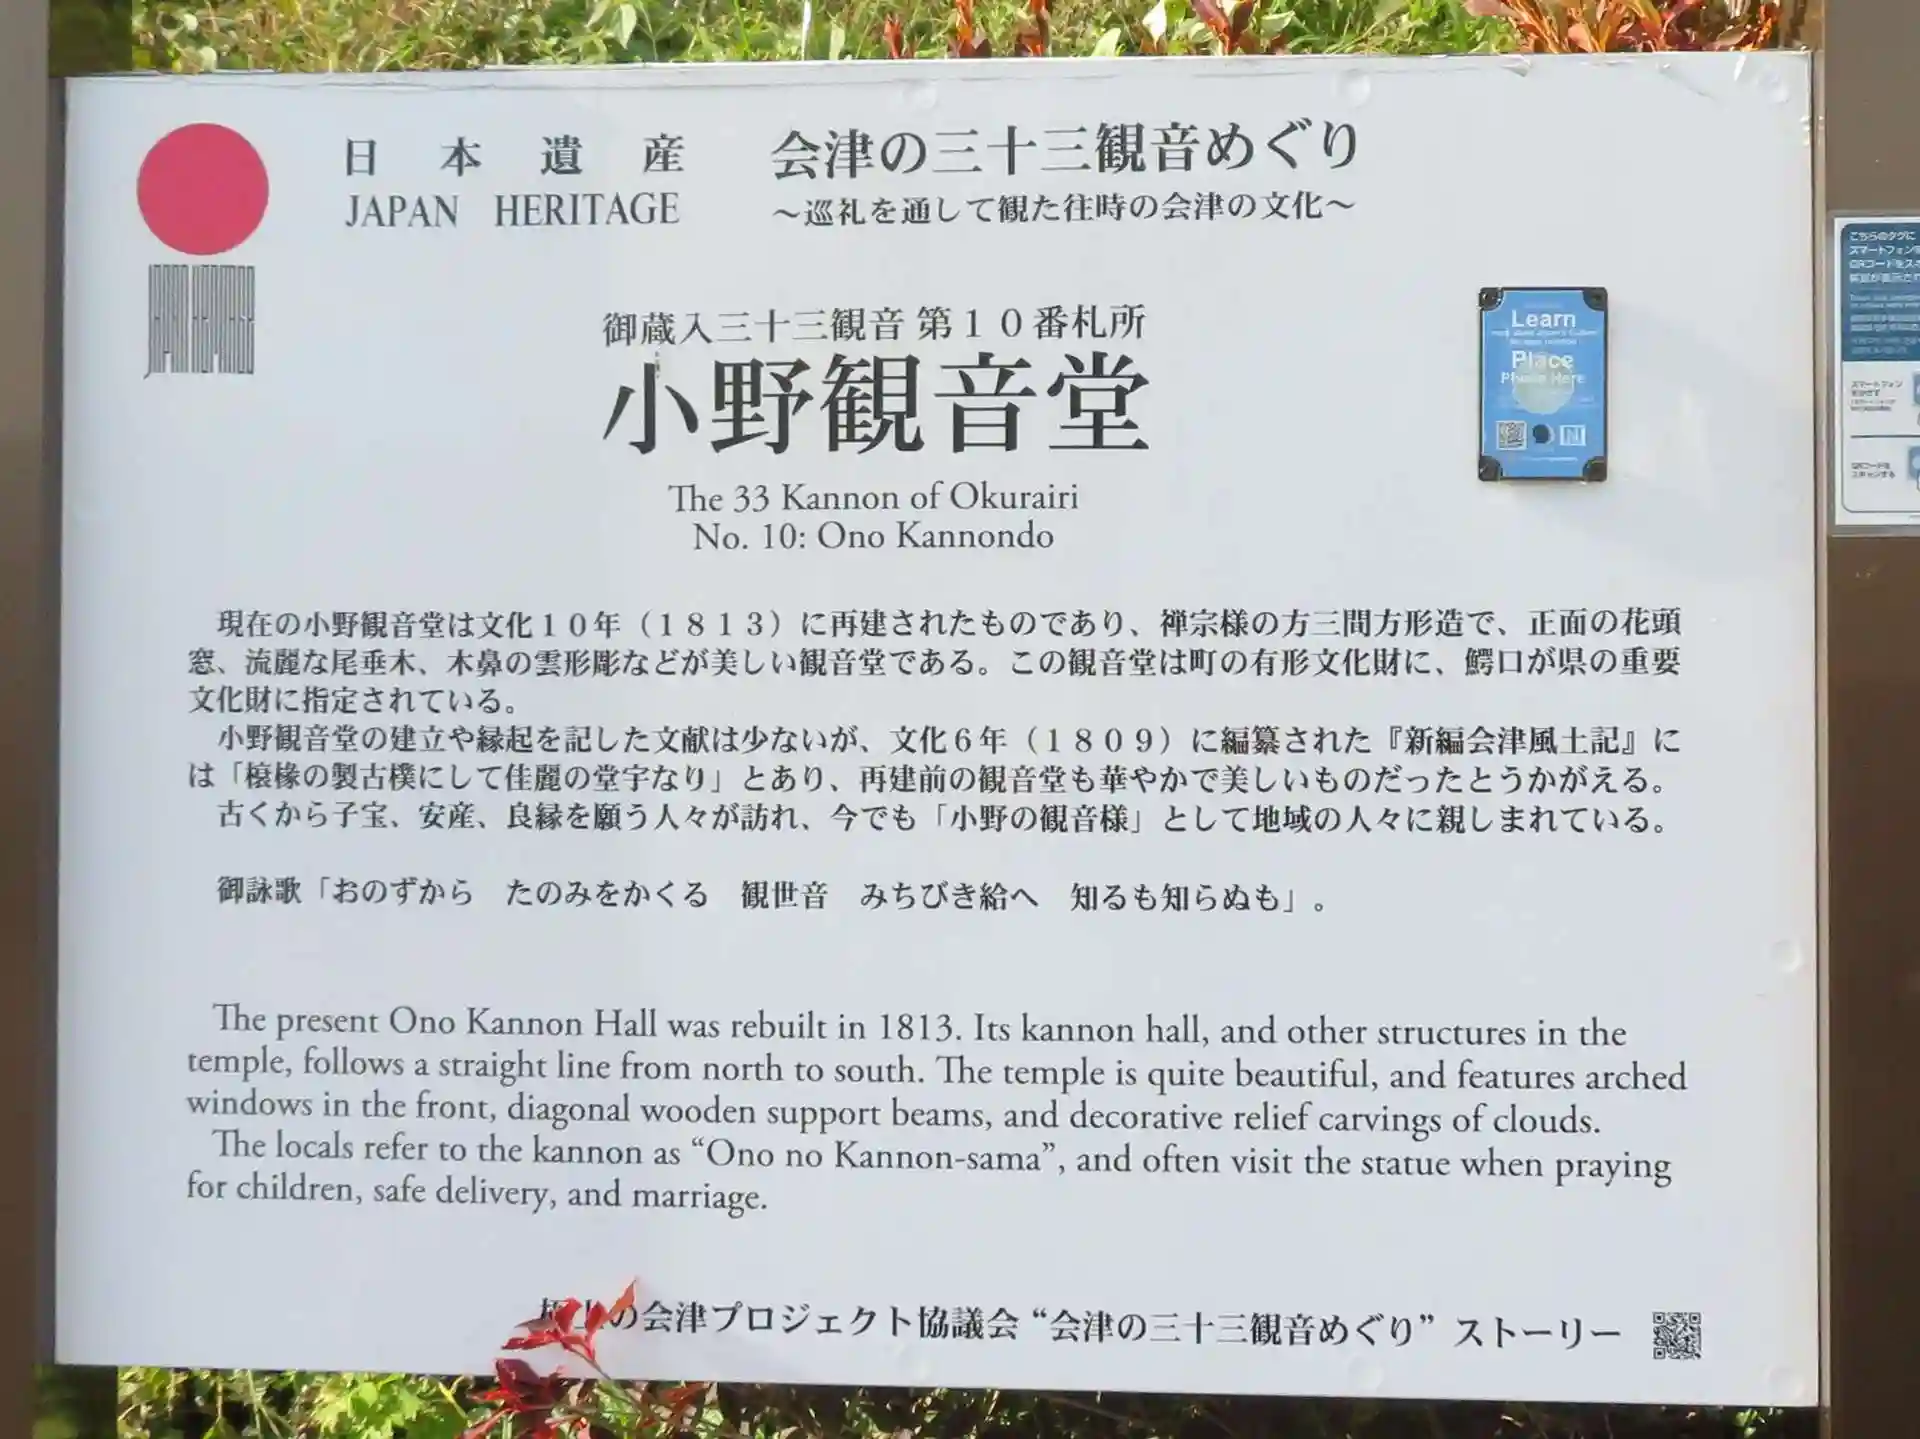 日本遺産 会津の三十三観音めぐり
JAPAN HERITAGE ～巡礼を通して観た往時の会津の文化～
JAPAN HERITAGE
御蔵入三十三観音 第１０番札所
小野観音堂
The 33 Kannon of Okurairi
No. 10: Ono Kannondo
Learn
Place
Phone Here
こちらのタグに
現在の小野観音堂は文化１０年（１８１３）に再建されたものであり、禅宗様の方三間方形造で、正面の花頭
窓、流麗な尾垂木、木鼻の雲形彫などが美しい観音堂である。この観音堂は町の有形文化財に、鰐口が県の重要
文化財に指定されている。
小野観音堂の建立や縁起を記した文献は少ないが、文化６年（１８０９）に編纂された『新編会津風土記』に
は「榱椽の製古樸にして佳麗の堂宇なり」とあり、再建前の観音堂も華やかで美しいものだったとうかがえる。
古くから子宝、安産、良縁を願う人々が訪れ、今でも「小野の観音様」として地域の人々に親しまれている。
御詠歌「おのずから たのみをかくる 観世音 みちびき給へ 知るも知らぬも」。
The present Ono Kannon Hall was rebuilt in 1813. Its kannon hall, and other structures in the
temple, follows a straight line from north to south. The temple is quite beautiful, and features arched
windows in the front, diagonal wooden support beams, and decorative relief carvings of clouds.
The locals refer to the kannon as “Ono no Kannon-sama”, and often visit the statue when praying
for children, safe delivery, and marriage.
極上の会津プロジェクト協議会 “会津の三十三観音めぐり” ストーリー